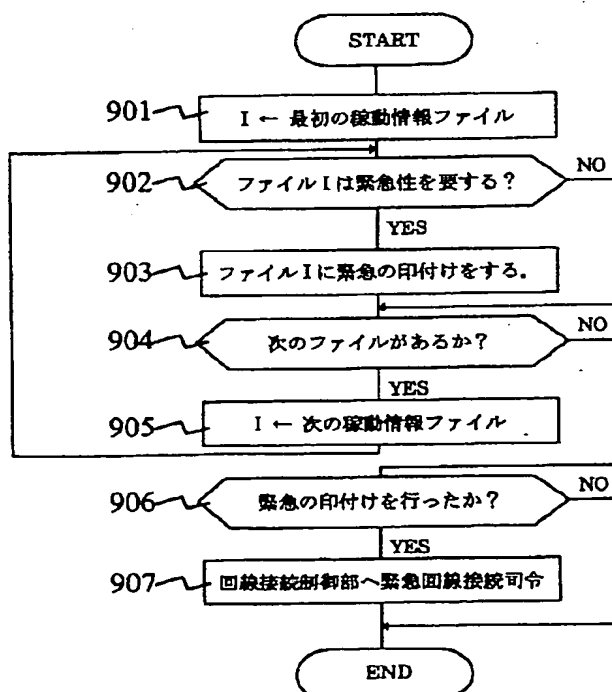 START
901
I ← 最初の稼動情報ファイル
902
ファイルIは緊急性を要する?
NO
YES
903
ファイルIに緊急の印付けをする。
904
次のファイルがあるか?
NO
YES
905
I ← 次の稼動情報ファイル
906
緊急の印付けを行ったか?
NO
YES
907
回線接続制御部へ緊急回線接続司令
END